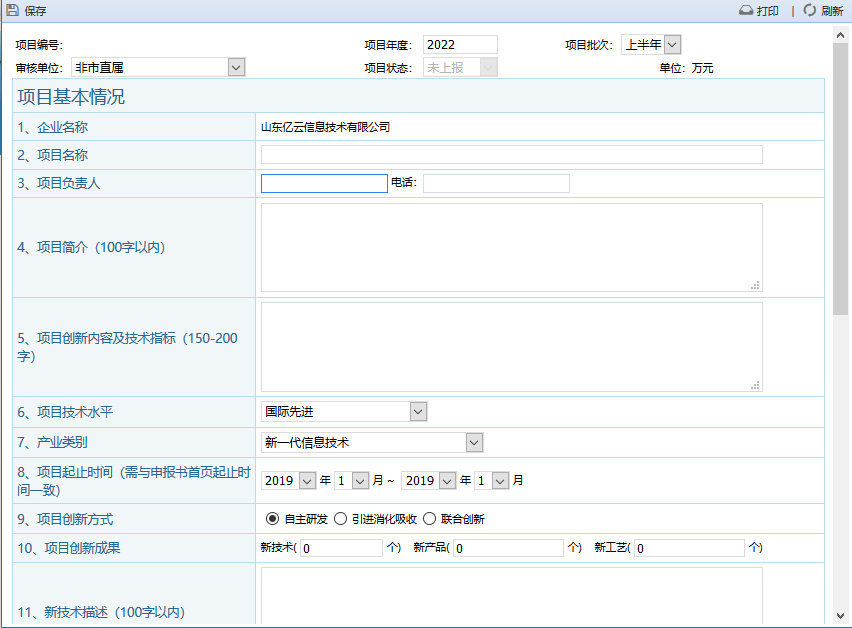 保存 打印 | 刷新
项目编号: 项目年度: 2022 项目批次: 上半年
审核单位: 非市直属 项目状态: 未上报 单位: 万元
项目基本情况
1、企业名称 山东亿云信息技术有限公司
2、项目名称
3、项目负责人 电话:
4、项目简介（100字以内）
5、项目创新内容及技术指标（150-200
字）
6、项目技术水平 国际先进
7、产业类别 新一代信息技术
8、项目起止时间（需与申报书首页起止时
间一致） 2019 年 1 月 ~ 2019 年 1 月
9、项目创新方式 自主研发 引进消化吸收 联合创新
10、项目创新成果 新技术( 0 个) 新产品( 0 个) 新工艺( 0 个)
11、新技术描述（100字以内）